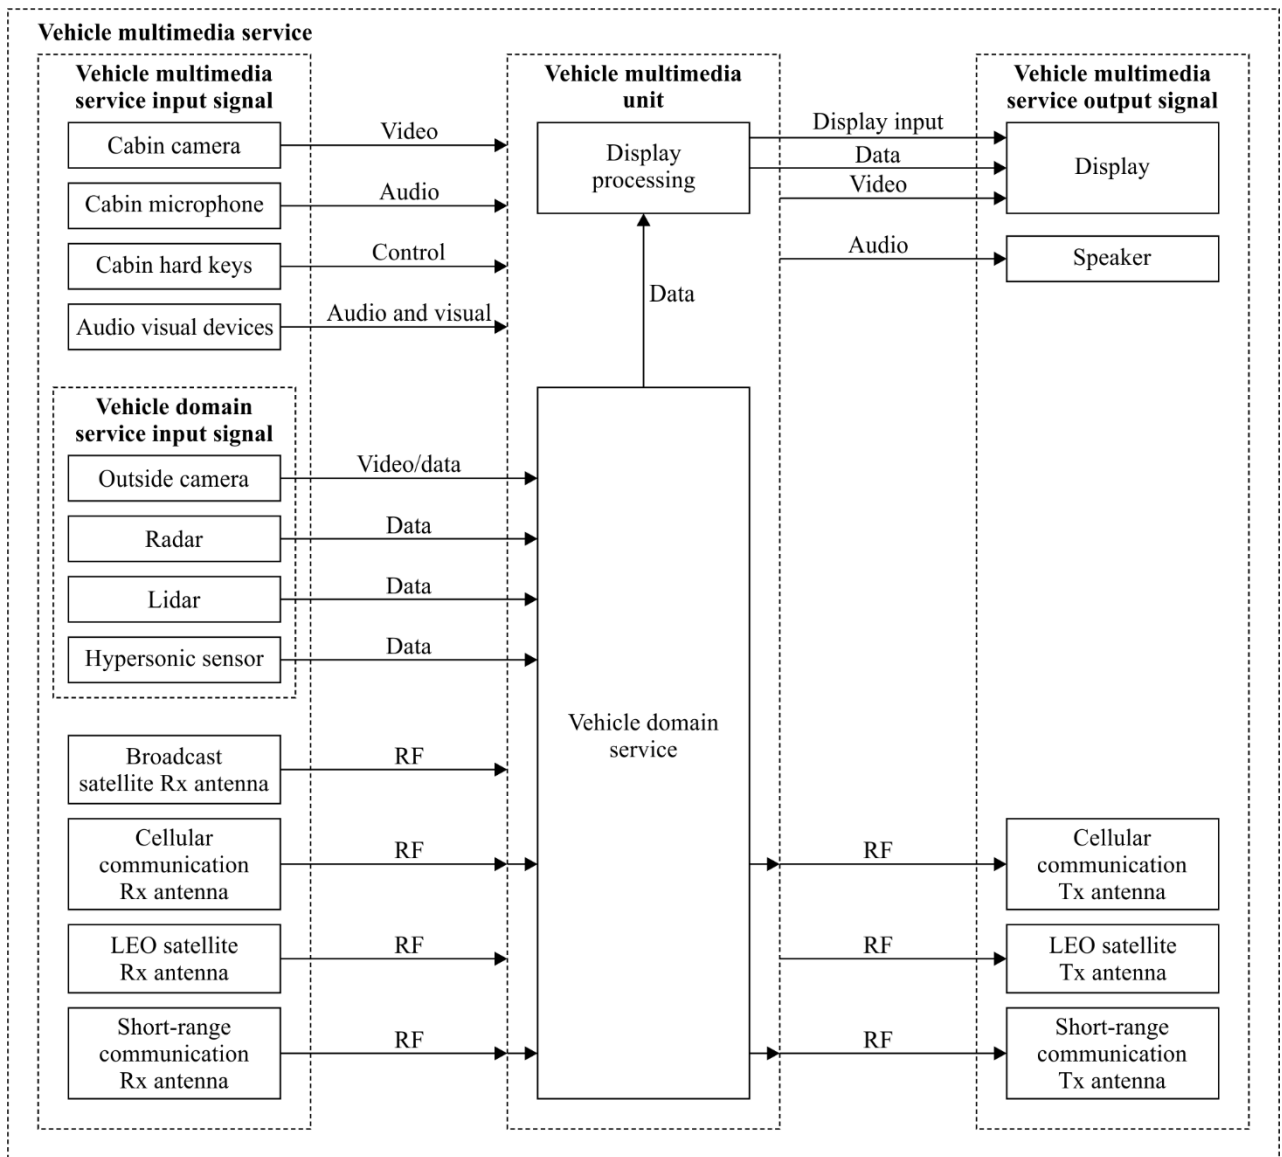 Vehicle multimedia service
Vehicle multimedia
service input signal
Cabin camera
Cabin microphone
Cabin hard keys
Audio visual devices
Vehicle domain
service input signal
Outside camera
Radar
Lidar
Hypersonic sensor
Broadcast
satellite Rx antenna
Cellular
communication
Rx antenna
LEO satellite
Rx antenna
Short-range
communication
Rx antenna
Video
Audio
Control
Audio and visual
Video/data
Data
Data
Data
RF
RF
RF
RF
Vehicle multimedia
unit
Display
processing
Data
Vehicle domain
service
Display input
Data
Video
Audio
RF
RF
RF
Vehicle multimedia
service output signal
Display
Speaker
Cellular
communication
Tx antenna
LEO satellite
Tx antenna
Short-range
communication
Tx antenna